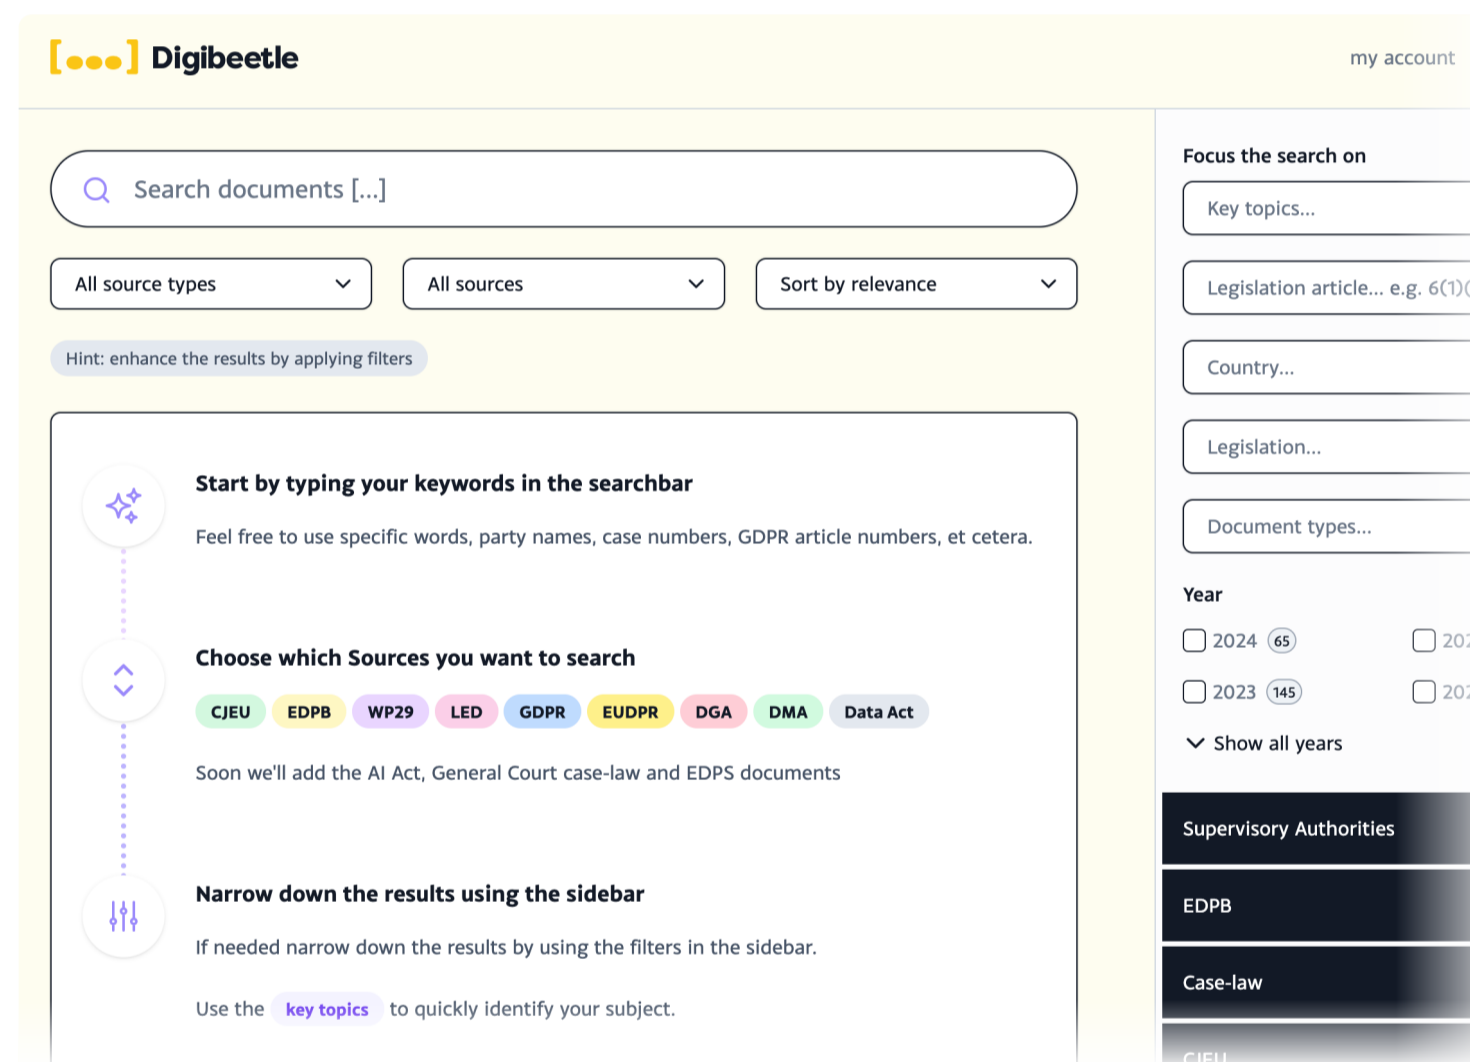 [...] Digibeetle
my account
Search documents [...]
All source types
All sources
Sort by relevance
Hint: enhance the results by applying filters
Start by typing your keywords in the searchbar
Feel free to use specific words, party names, case numbers, GDPR article numbers, et cetera.
Choose which Sources you want to search
CJEU EDPB WP29 LED GDPR EUDPR DGA DMA Data Act
Soon we'll add the AI Act, General Court case-law and EDPS documents
Narrow down the results using the sidebar
If needed narrow down the results by using the filters in the sidebar.
Use the key topics to quickly identify your subject.
Focus the search on
Key topics...
Legislation article... e.g. 6(1)(
Country...
Legislation...
Document types...
Year
2024 65
2023 145
Show all years
Supervisory Authorities
EDPB
Case-law
CJEU